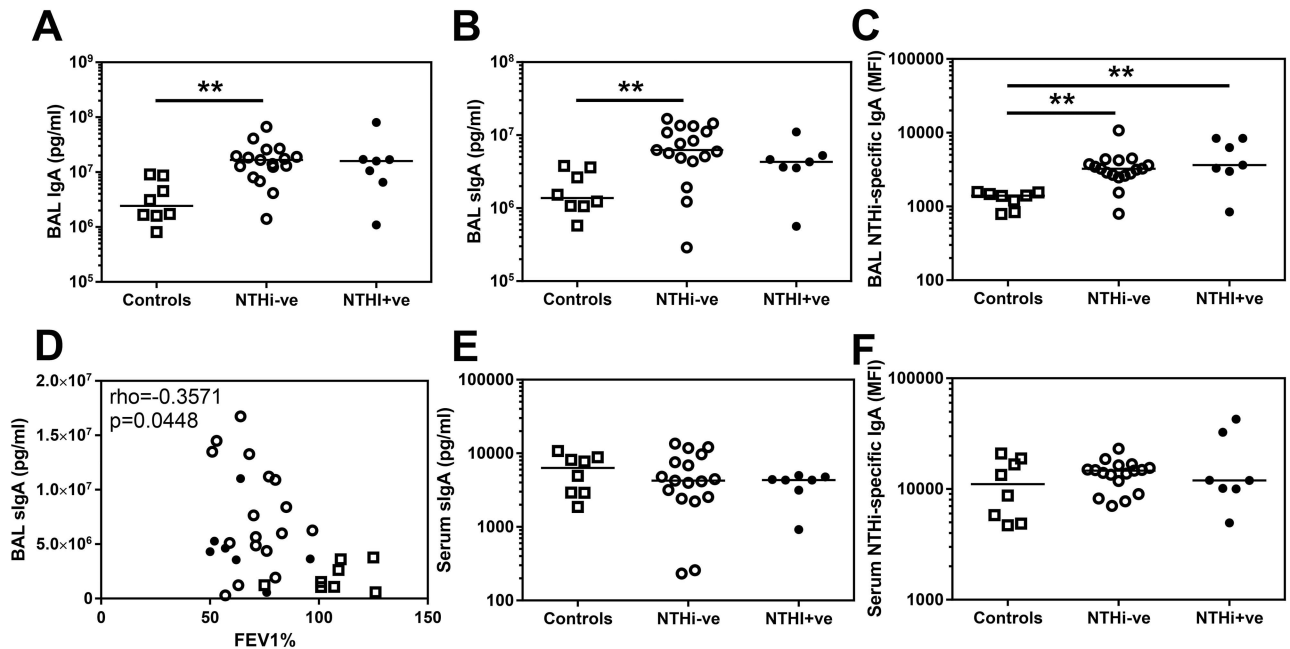 A
BAL IgA (pg/ml)
10⁹
10⁸
10⁷
10⁶
10⁵
**
Controls NTHi-ve NTHI+ve
B
BAL sIgA (pg/ml)
10⁸
10⁷
10⁶
10⁵
**
Controls NTHi-ve NTHI+ve
C
BAL NTHi-specific IgA (MFI)
100000
10000
1000
100
**
**
Controls NTHi-ve NTHI+ve
D
BAL sIgA (pg/ml)
2.0×10⁷
1.5×10⁷
1.0×10⁷
5.0×10⁶
0
rho=-0.3571
p=0.0448
0 50 100 150
FEV1%
E
Serum sIgA (pg/ml)
100000
10000
1000
100
Controls NTHi-ve NTHI+ve
F
Serum NTHi-specific IgA (MFI)
100000
10000
1000
Controls NTHi-ve NTHi+ve